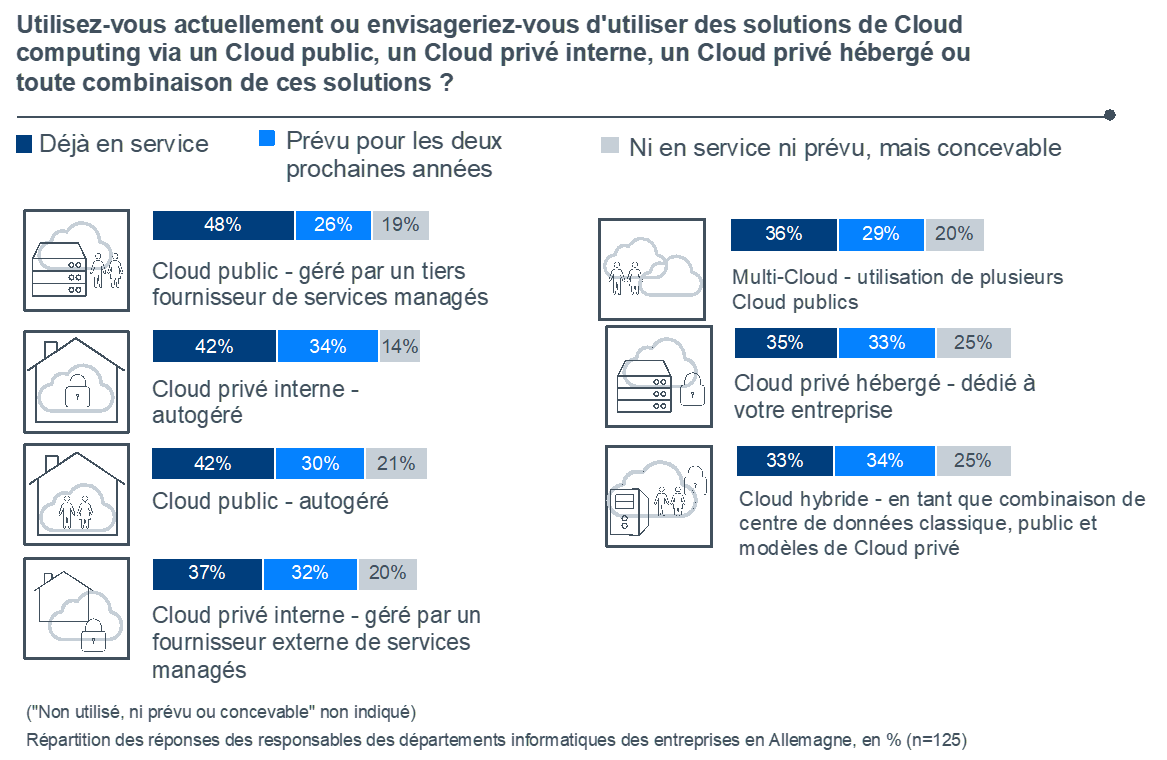 Utilisez-vous actuellement ou envisageriez-vous d'utiliser des solutions de Cloud
computing via un Cloud public, un Cloud privé interne, un Cloud privé hébergé ou
toute combinaison de ces solutions ?
Déjà en service
Prévu pour les deux
prochaines années
Ni en service ni prévu, mais concevable
48% 26% 19%
Cloud public - géré par un tiers
fournisseur de services managés
42% 34% 14%
Cloud privé interne -
autogéré
42% 30% 21%
Cloud public - autogéré
37% 32% 20%
Cloud privé interne - géré par un
fournisseur externe de services
managés
36% 29% 20%
Multi-Cloud - utilisation de plusieurs
Cloud publics
35% 33% 25%
Cloud privé hébergé - dédié à
votre entreprise
33% 34% 25%
Cloud hybride - en tant que combinaison de
centre de données classique, public et
modèles de Cloud privé
("Non utilisé, ni prévu ou concevable" non indiqué)
Répartition des réponses des responsables des départements informatiques des entreprises en Allemagne, en % (n=125)